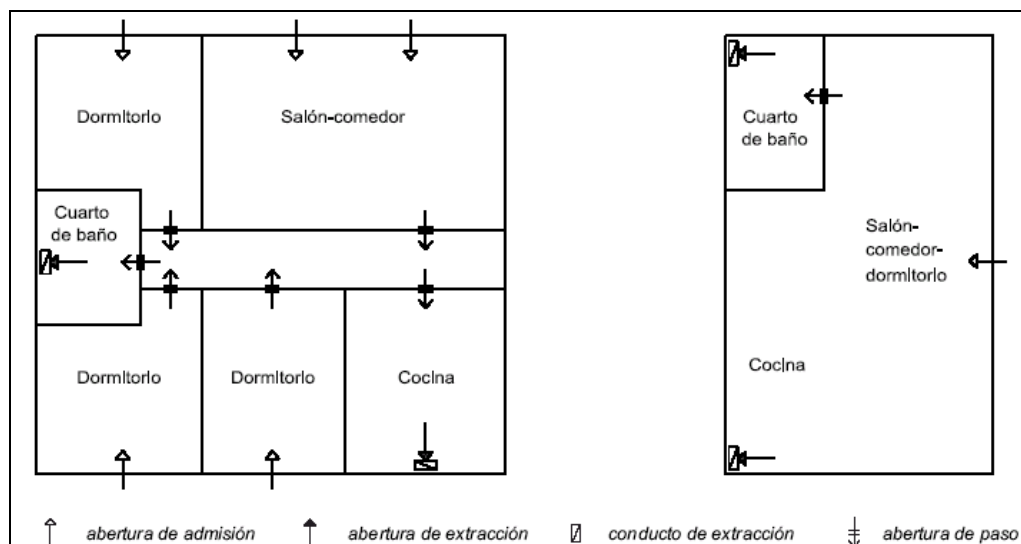 Dormitorio
Salón-comedor
Cuarto
de baño
Dormitorio
Dormitorio
Cocina
Cuarto
de baño
Salón-
comedor-
dormitorio
Cocina
abertura de admisión
abertura de extracción
conducto de extracción
abertura de paso